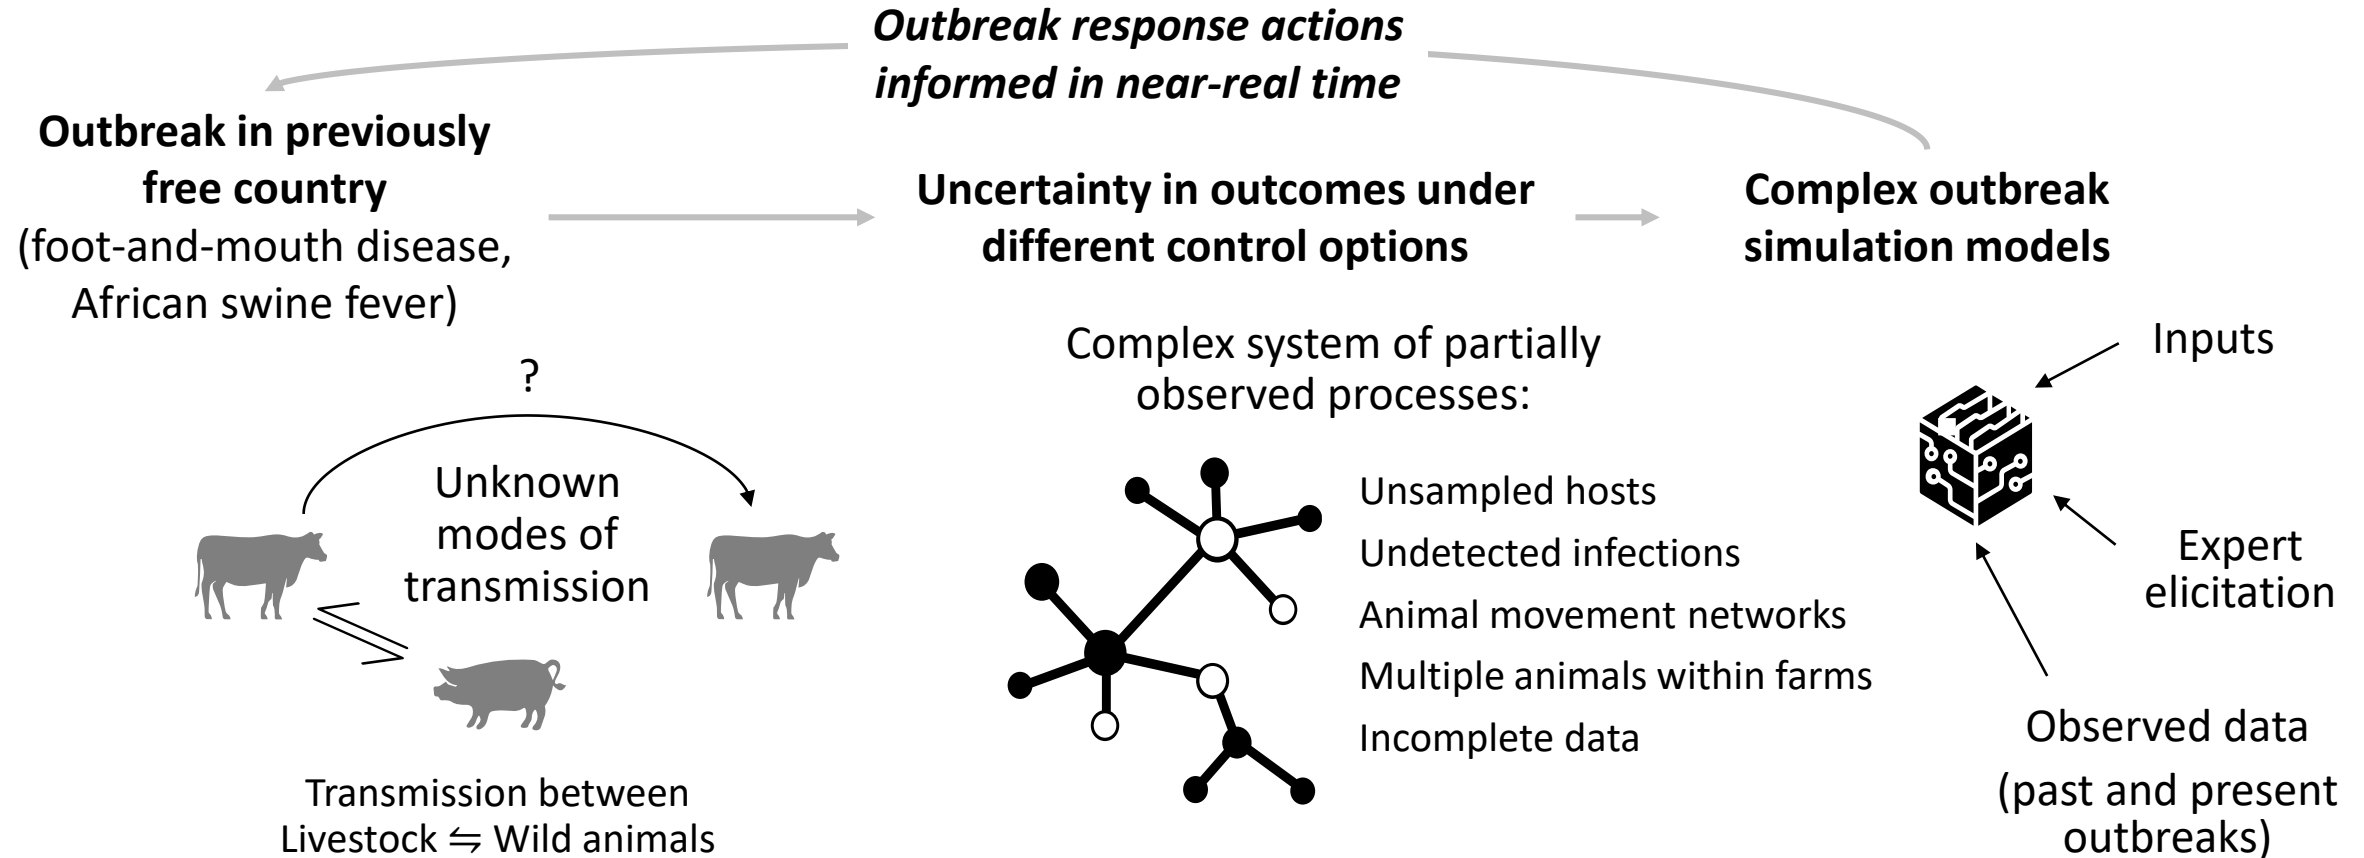 Outbreak response actions
informed in near-real time
Outbreak in previously
free country
(foot-and-mouth disease,
African swine fever)
Uncertainty in outcomes under
different control options
Complex outbreak
simulation models
?
Unknown
modes of
transmission
Transmission between
Livestock ⇋ Wild animals
Complex system of partially
observed processes:
Unsampled hosts
Undetected infections
Animal movement networks
Multiple animals within farms
Incomplete data
Inputs
Expert
elicitation
Observed data
(past and present
outbreaks)